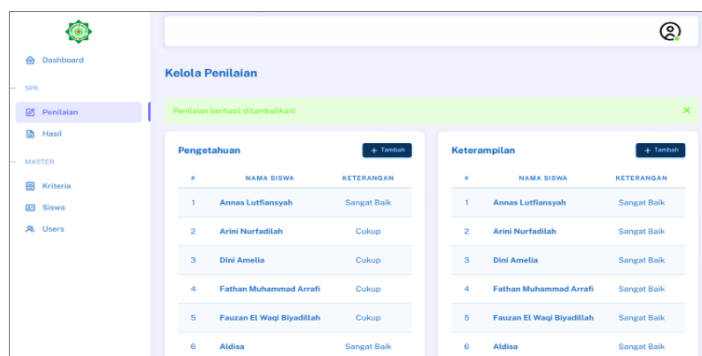 Dashboard
SPK
Penilaian
Hasil
MASTER
Kriteria
Siswa
Users
Kelola Penilaian
Penilaian berhasil ditambahkan!
Pengetahuan
+ Tambah
# NAMA SISWA KETERANGAN
1 Annas Lutfiansyah Sangat Baik
2 Arini Nurfadilah Cukup
3 Dini Amelia Cukup
4 Fathan Muhammad Arrafi Cukup
5 Fauzan El Waqi Biyadillah Cukup
6 Aldisa Sangat Baik
Keterampilan
+ Tambah
# NAMA SISWA KETERANGAN
1 Annas Lutfiansyah Sangat Baik
2 Arini Nurfadilah Sangat Baik
3 Dini Amelia Sangat Baik
4 Fathan Muhammad Arrafi Sangat Baik
5 Fauzan El Waqi Biyadillah Sangat Baik
6 Aldisa Sangat Baik